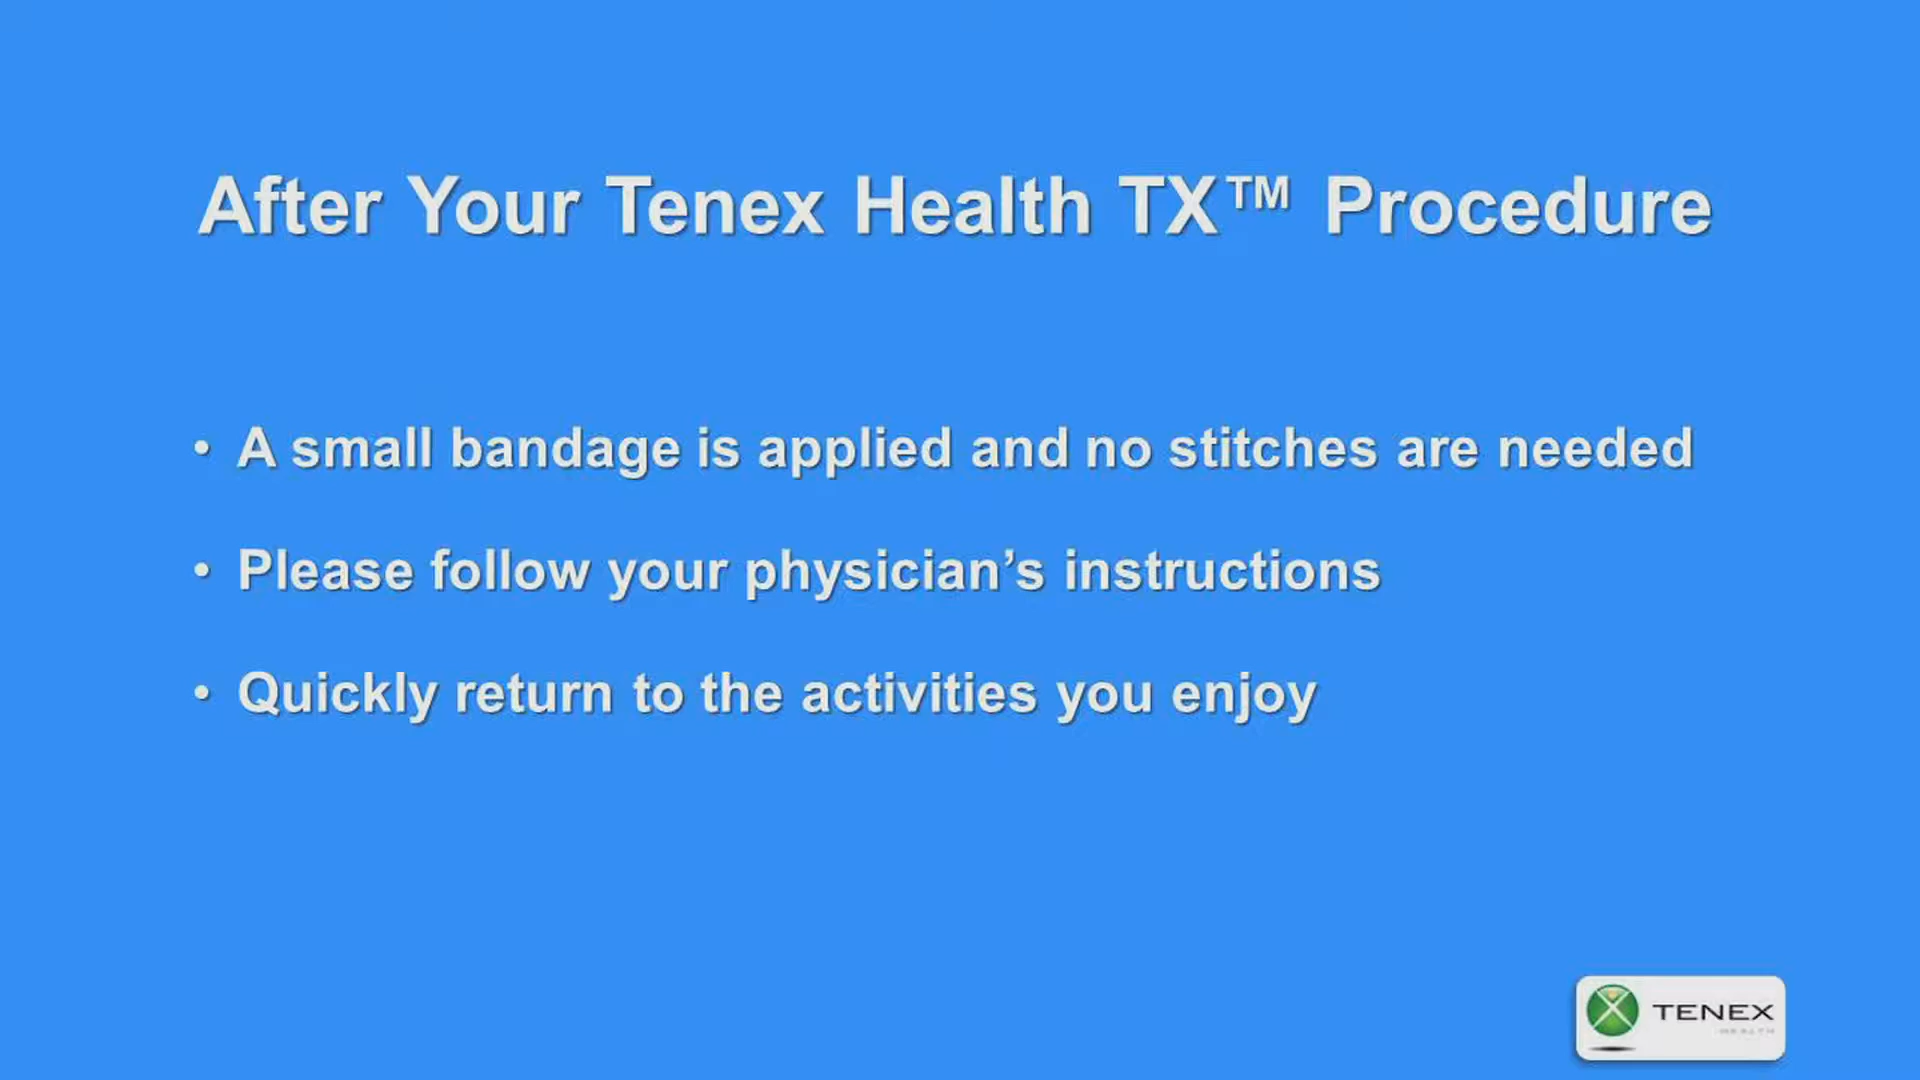 After Your Tenex Health TX™ Procedure
• A small bandage is applied and no stitches are needed
• Please follow your physician’s instructions
• Quickly return to the activities you enjoy
TENEX
HEALTH